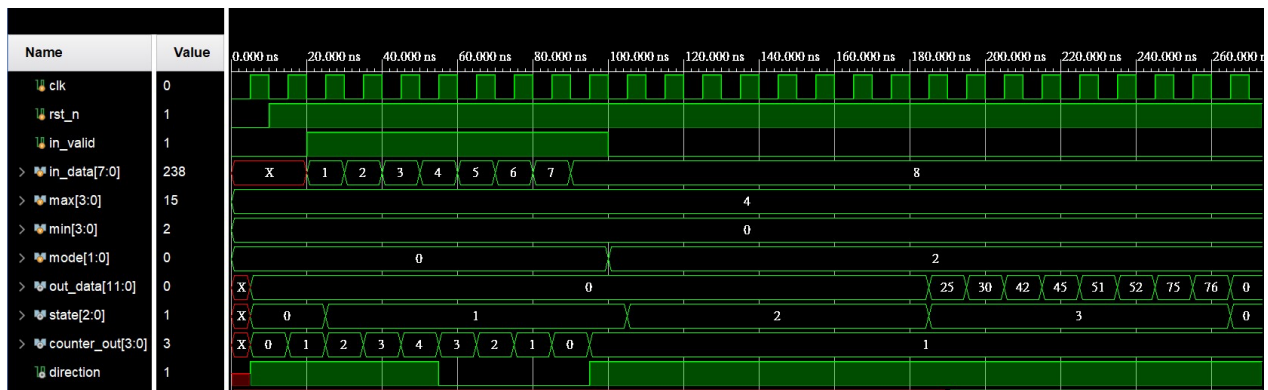 Name Value 0.000 ns 20.000 ns 40.000 ns 60.000 ns 80.000 ns 100.000 ns 120.000 ns 140.000 ns 160.000 ns 180.000 ns 200.000 ns 220.000 ns 240.000 ns 260.000
clk 0
rst_n 1
in_valid 1
in_data[7:0] 238 X 1 2 3 4 5 6 7 8
max[3:0] 15 4
min[3:0] 2 0
mode[1:0] 0 0 2
out_data[11:0] 0 X 0 25 30 42 45 51 52 75 76 0
state[2:0] 1 X 0 1 2 3 0
counter_out[3:0] 3 X 0 1 2 3 4 3 2 1 0 1
direction 1